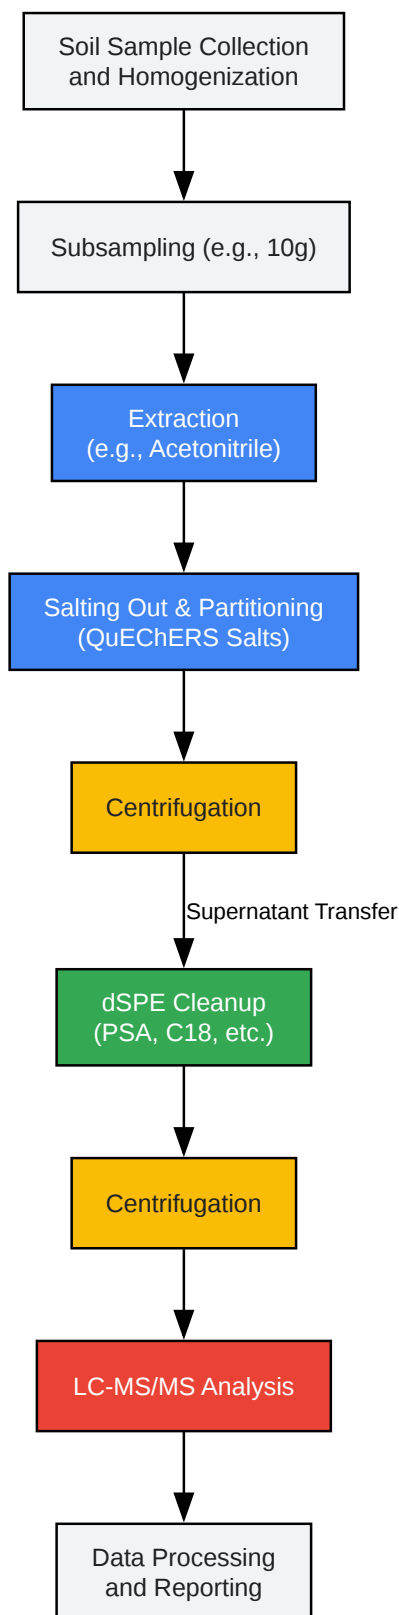 Soil Sample Collection
and Homogenization
Subsampling (e.g., 10g)
Extraction
(e.g., Acetonitrile)
Salting Out & Partitioning
(QuEChERS Salts)
Centrifugation
Supernatant Transfer
dSPE Cleanup
(PSA, C18, etc.)
Centrifugation
LC-MS/MS Analysis
Data Processing
and Reporting